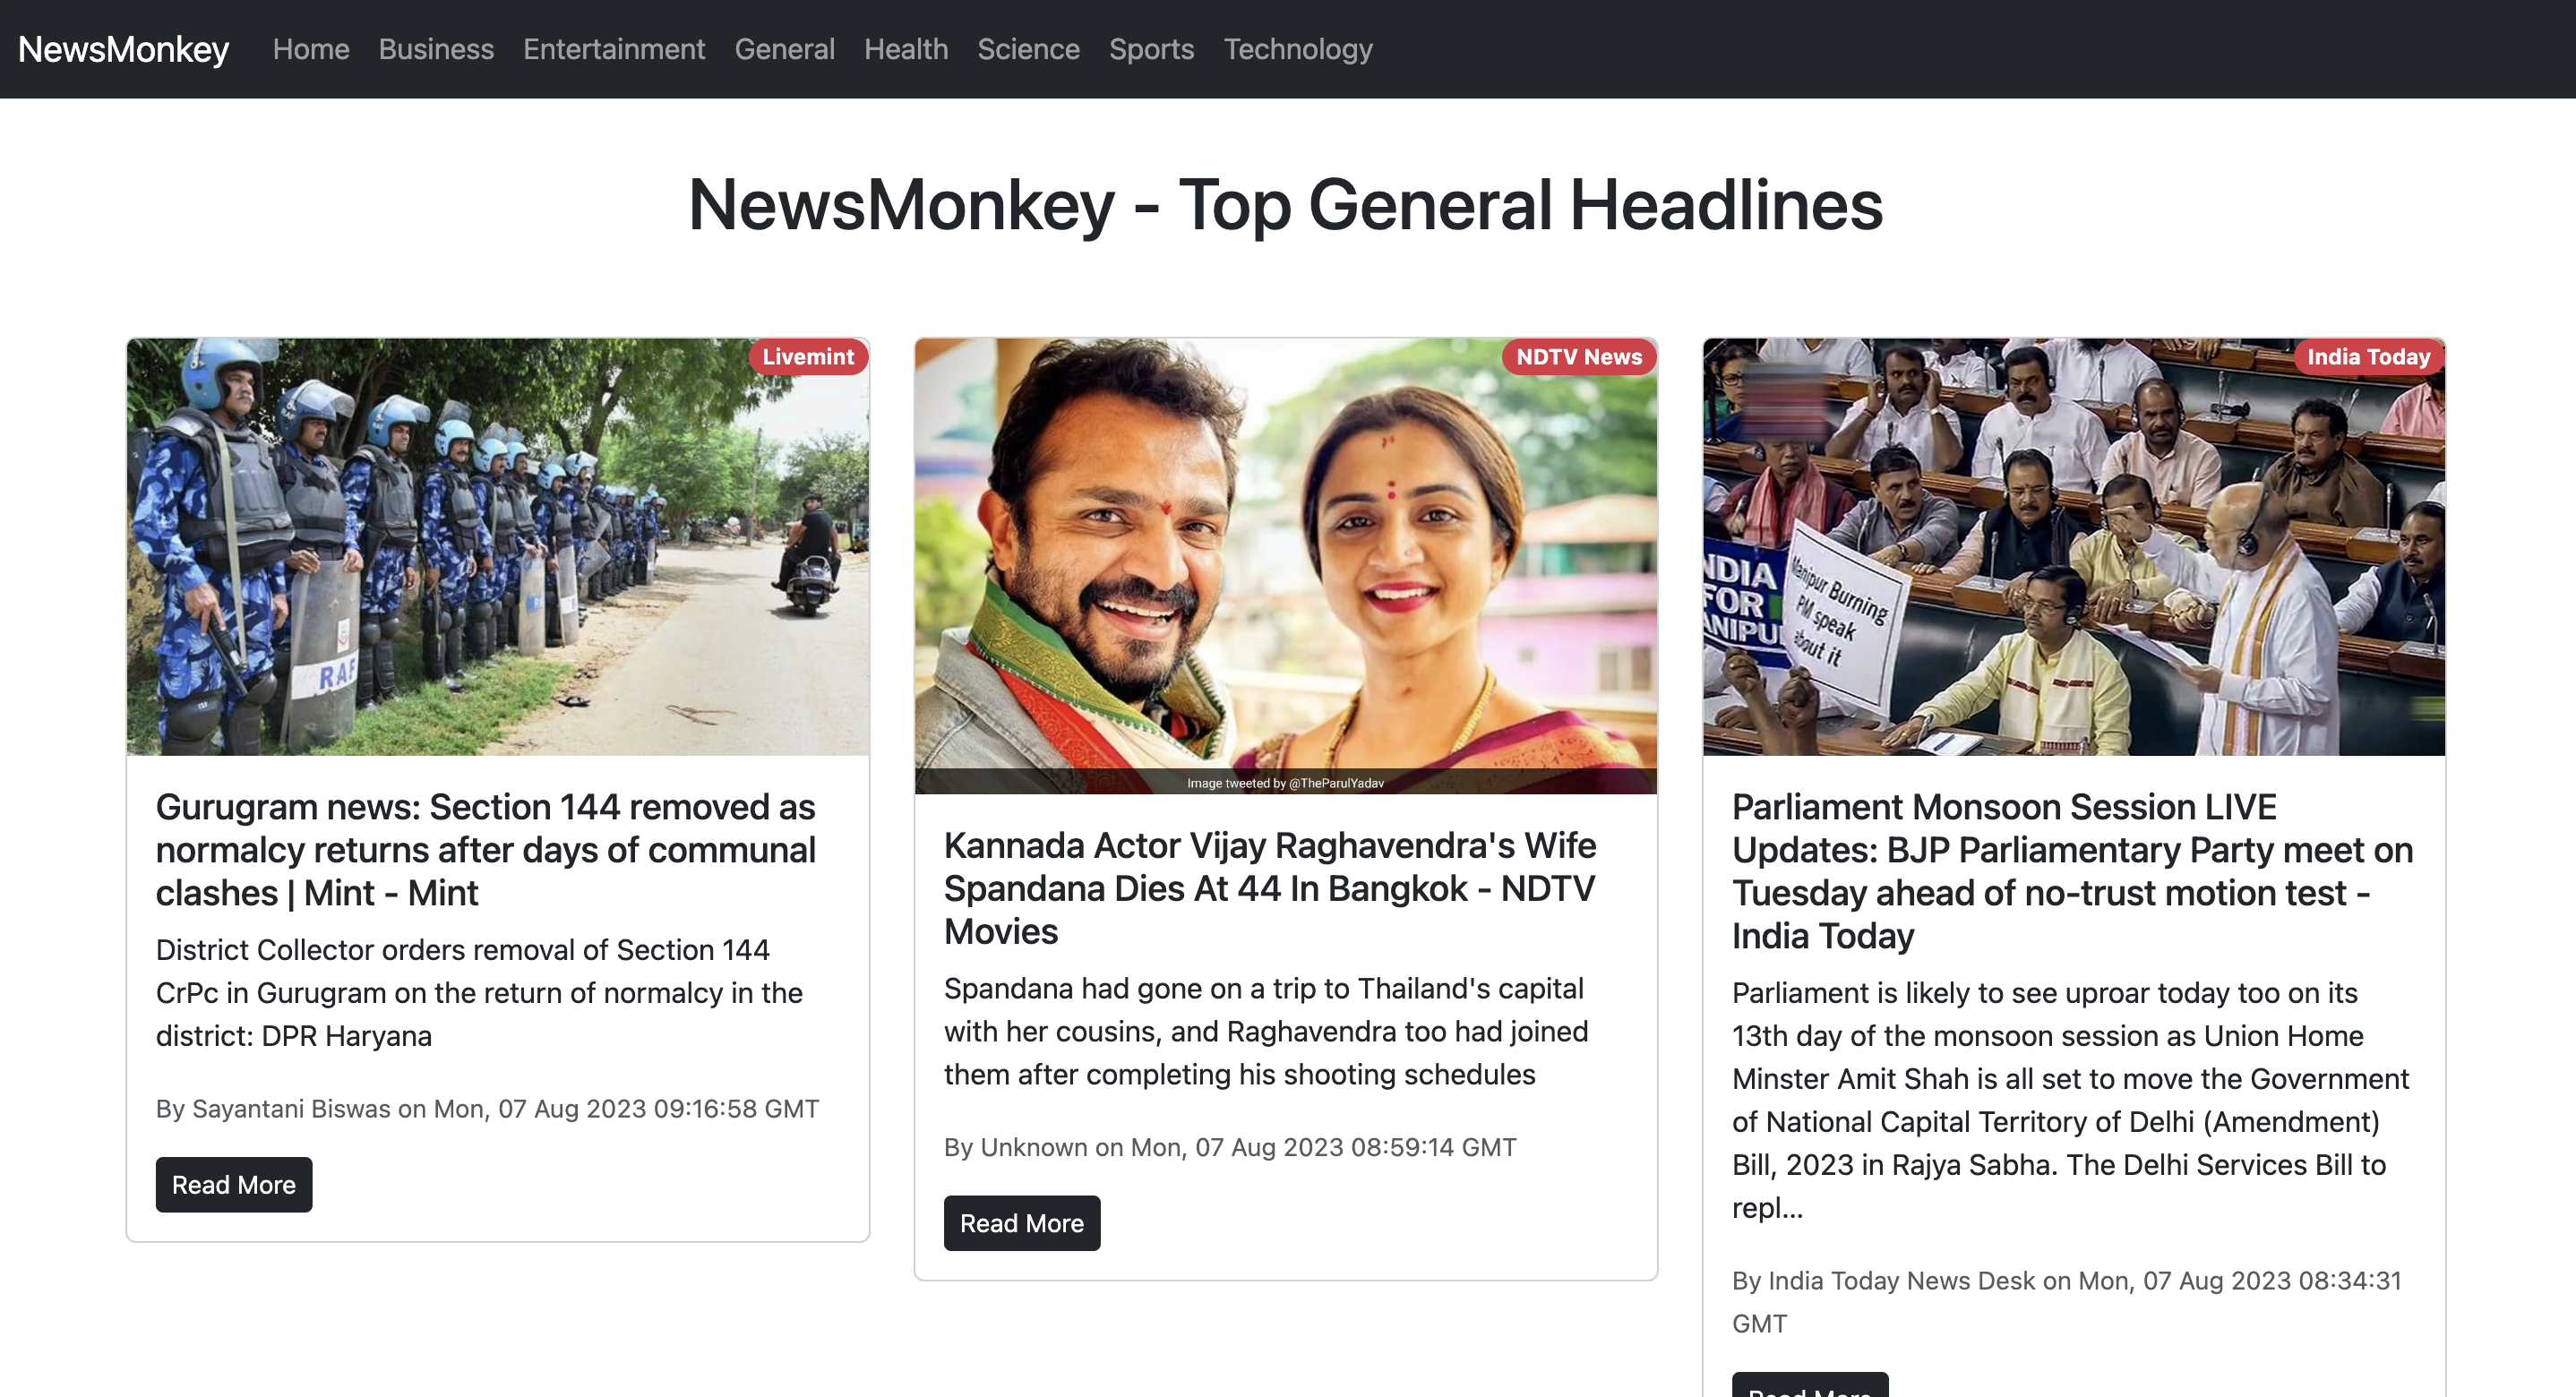 NewsMonkey Home Business Entertainment General Health Science Sports Technology
NewsMonkey - Top General Headlines
Livemint
RAF
Gurugram news: Section 144 removed as
normalcy returns after days of communal
clashes | Mint - Mint
District Collector orders removal of Section 144
CrPc in Gurugram on the return of normalcy in the
district: DPR Haryana
By Sayantani Biswas on Mon, 07 Aug 2023 09:16:58 GMT
Read More
NDTV News
Image tweeted by @TheParulYadav
Kannada Actor Vijay Raghavendra's Wife
Spandana Dies At 44 In Bangkok - NDTV
Movies
Spandana had gone on a trip to Thailand's capital
with her cousins, and Raghavendra too had joined
them after completing his shooting schedules
By Unknown on Mon, 07 Aug 2023 08:59:14 GMT
Read More
India Today
NDIA
FOR
ANIPU
Manipur Burning
PM speak
about it
Parliament Monsoon Session LIVE
Updates: BJP Parliamentary Party meet on
Tuesday ahead of no-trust motion test -
India Today
Parliament is likely to see uproar today too on its
13th day of the monsoon session as Union Home
Minster Amit Shah is all set to move the Government
of National Capital Territory of Delhi (Amendment)
Bill, 2023 in Rajya Sabha. The Delhi Services Bill to
repl...
By India Today News Desk on Mon, 07 Aug 2023 08:34:31
GMT
Read More